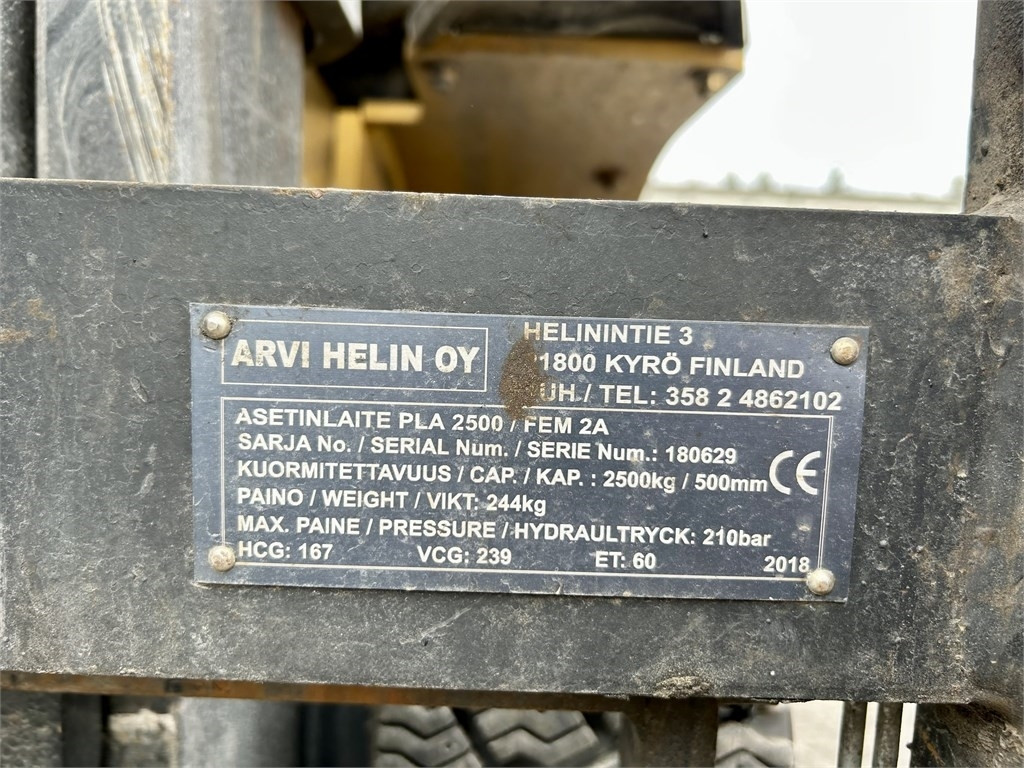 ARVI HELIN OY
HELININTIE 3
1800 KYRÖ FINLAND
UH./ TEL: 358 2 4862102
ASETINLAITE PLA 2500 / FEM 2A
SARJA No. / SERIAL Num. / SERIE Num.: 180629
KUORMITETTAVUUS / CAP. / KAP. : 2500kg / 500mm CE
PAINO / WEIGHT / VIKT: 244kg
MAX. PAINE / PRESSURE / HYDRAULTRYCK: 210bar
HCG: 167 VCG: 239 ET: 60 2018